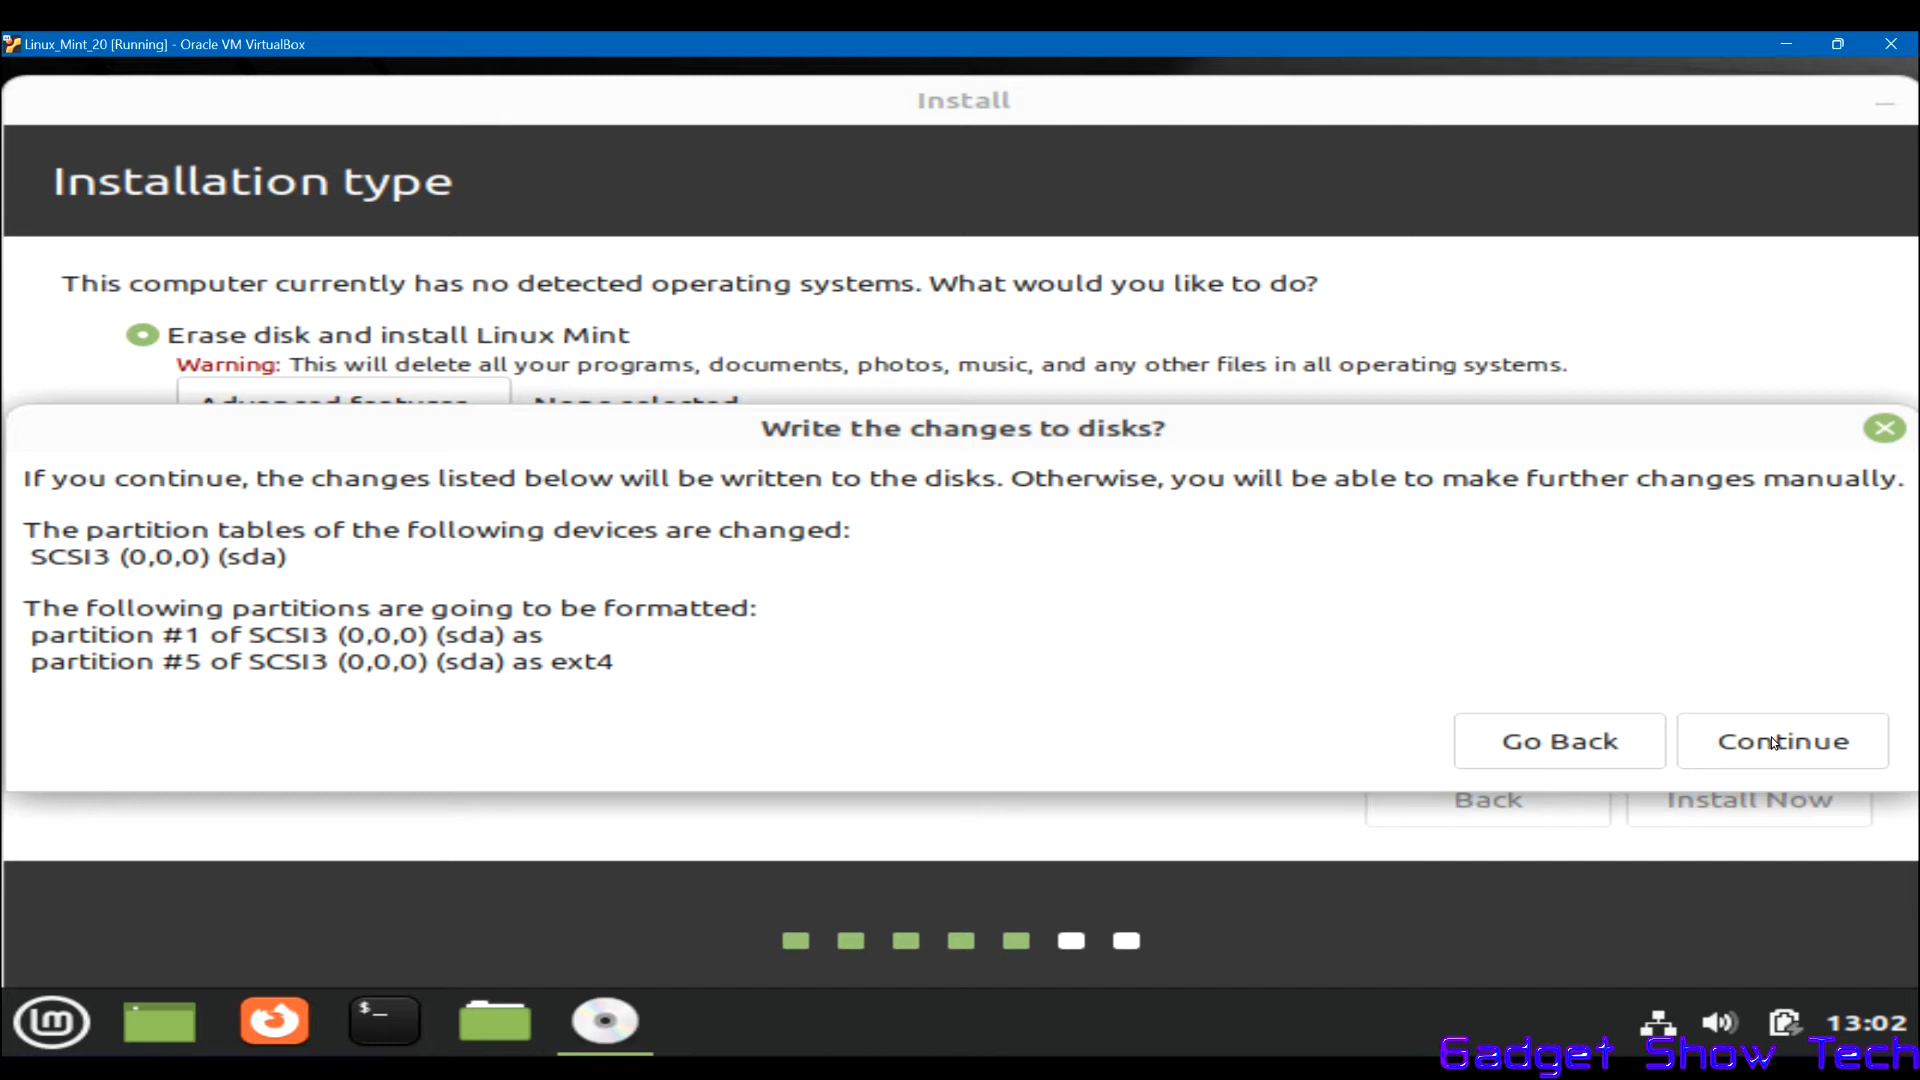 Linux_Mint_20 [Running] - Oracle VM VirtualBox
Install
Installation type
This computer currently has no detected operating systems. What would you like to do?
Erase disk and install Linux Mint
Warning: This will delete all your programs, documents, photos, music, and any other files in all operating systems.
Advanced features... None selected
Write the changes to disks?
If you continue, the changes listed below will be written to the disks. Otherwise, you will be able to make further changes manually.
The partition tables of the following devices are changed:
SCSI3 (0,0,0) (sda)
The following partitions are going to be formatted:
partition #1 of SCSI3 (0,0,0) (sda) as
partition #5 of SCSI3 (0,0,0) (sda) as ext4
Go Back Continue
Back Install Now
$_
lm
13:02
Gadget Show Tech